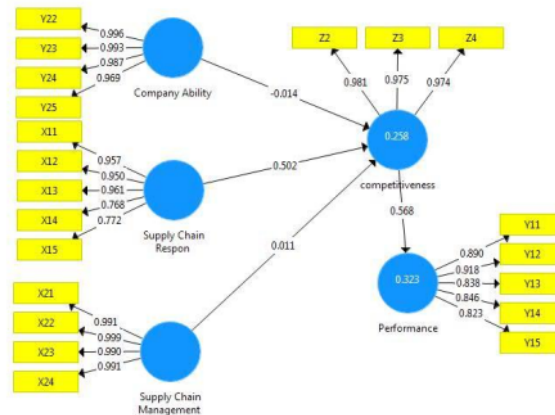 Y22
Y23
Y24
Y25
0.996
0.993
0.987
0.969
Company Ability
X11
X12
X13
X14
X15
0.957
0.950
0.961
0.768
0.772
Supply Chain
Respon
X21
X22
X23
X24
0.991
0.999
0.990
0.991
Supply Chain
Management
-0.014
0.502
0.011
Z2
Z3
Z4
0.981
0.975
0.974
0.258
competitiveness
0.568
0.323
Performance
0.890
0.918
0.838
0.846
0.823
Y11
Y12
Y13
Y14
Y15